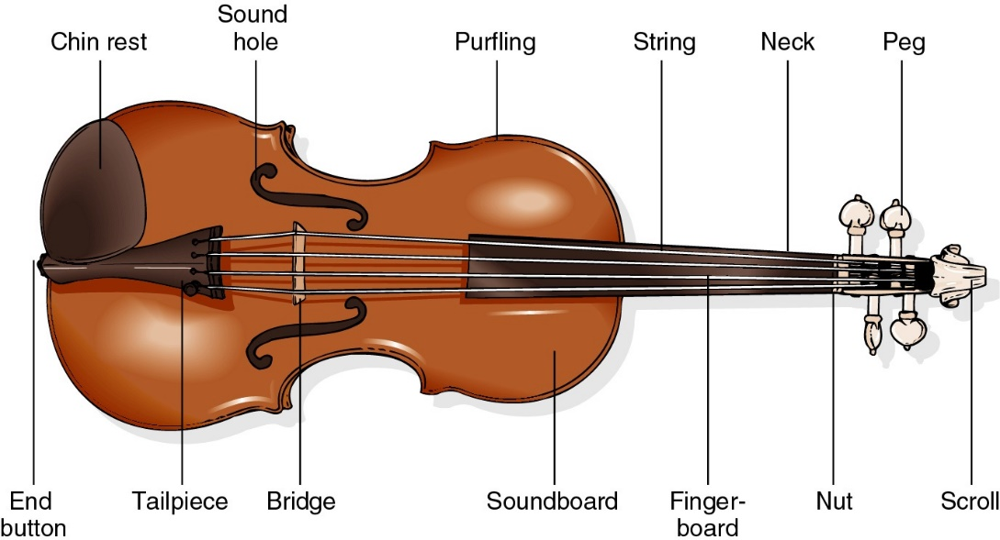 Chin rest
Sound
hole
Purfling
String
Neck
Peg
End
button
Tailpiece
Bridge
Soundboard
Finger-
board
Nut
Scroll